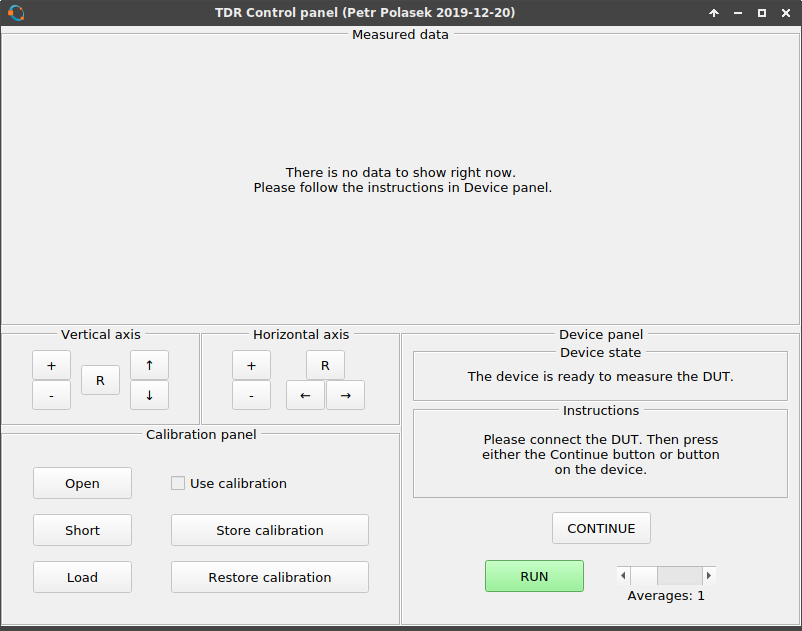 TDR Control panel (Petr Polasek 2019-12-20)
Measured data
There is no data to show right now.
Please follow the instructions in Device panel.
Vertical axis
+
-
R
↑
↓
Horizontal axis
+
-
R
←
→
Calibration panel
Open
Use calibration
Short
Store calibration
Load
Restore calibration
Device panel
Device state
The device is ready to measure the DUT.
Instructions
Please connect the DUT. Then press
either the Continue button or button
on the device.
CONTINUE
RUN
Averages: 1